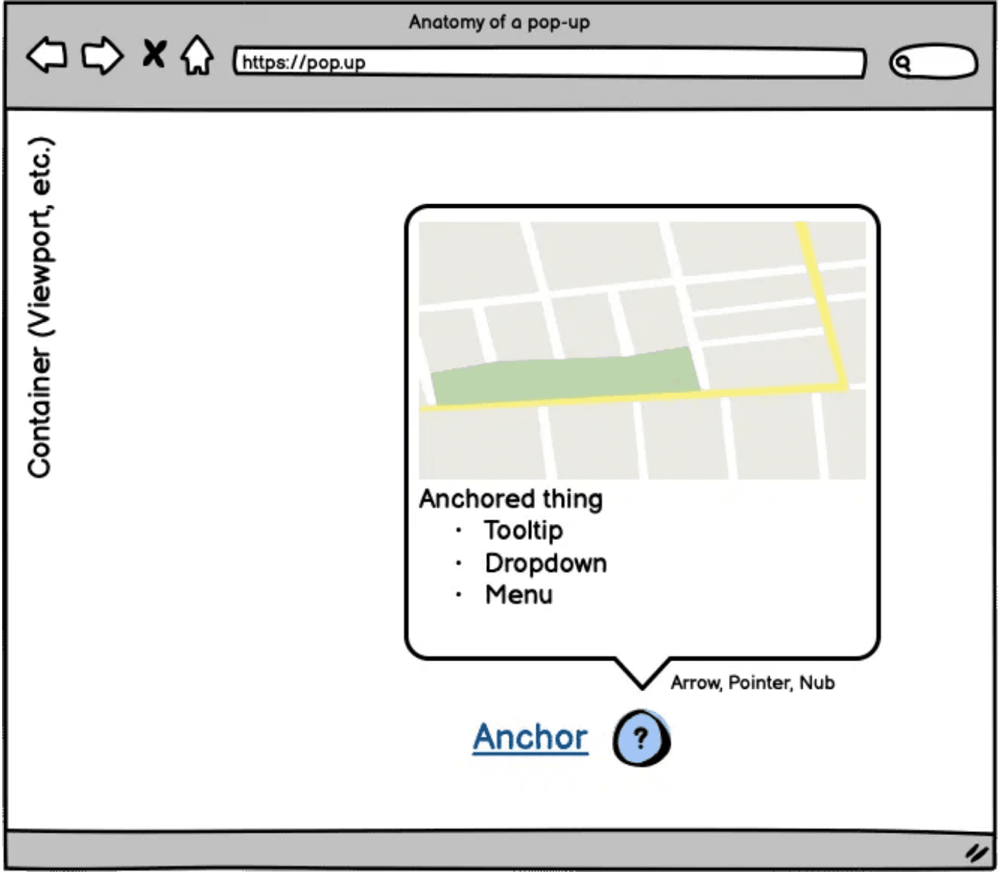 Anatomy of a pop-up
https://pop.up
Container (Viewport, etc.)
Anchored thing
· Tooltip
· Dropdown
· Menu
Arrow, Pointer, Nub
Anchor
?